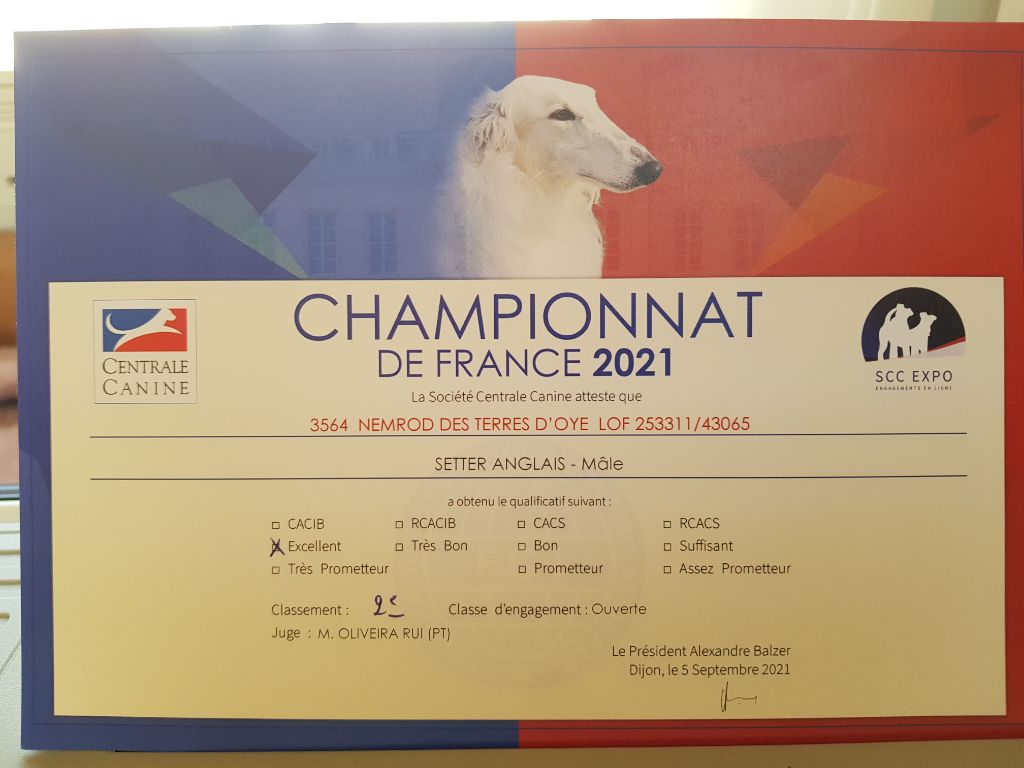 CHAMPIONNAT
DE FRANCE 2021
CENTRALE
CANINE
SCC EXPO
ENGAGEMENTS EN LIGNE
La Société Centrale Canine atteste que
3564 NEMROD DES TERRES D'OYE LOF 253311/43065
SETTER ANGLAIS - Mâle
a obtenu le qualificatif suivant :
CACIB RCACIB CACS RCACS
Excellent Très Bon Bon Suffisant
Très Prometteur Prometteur Assez Prometteur
Classement : 2e Classe d'engagement : Ouverte
Juge : M. OLIVEIRA RUI (PT)
Le Président Alexandre Balzer
Dijon, le 5 Septembre 2021